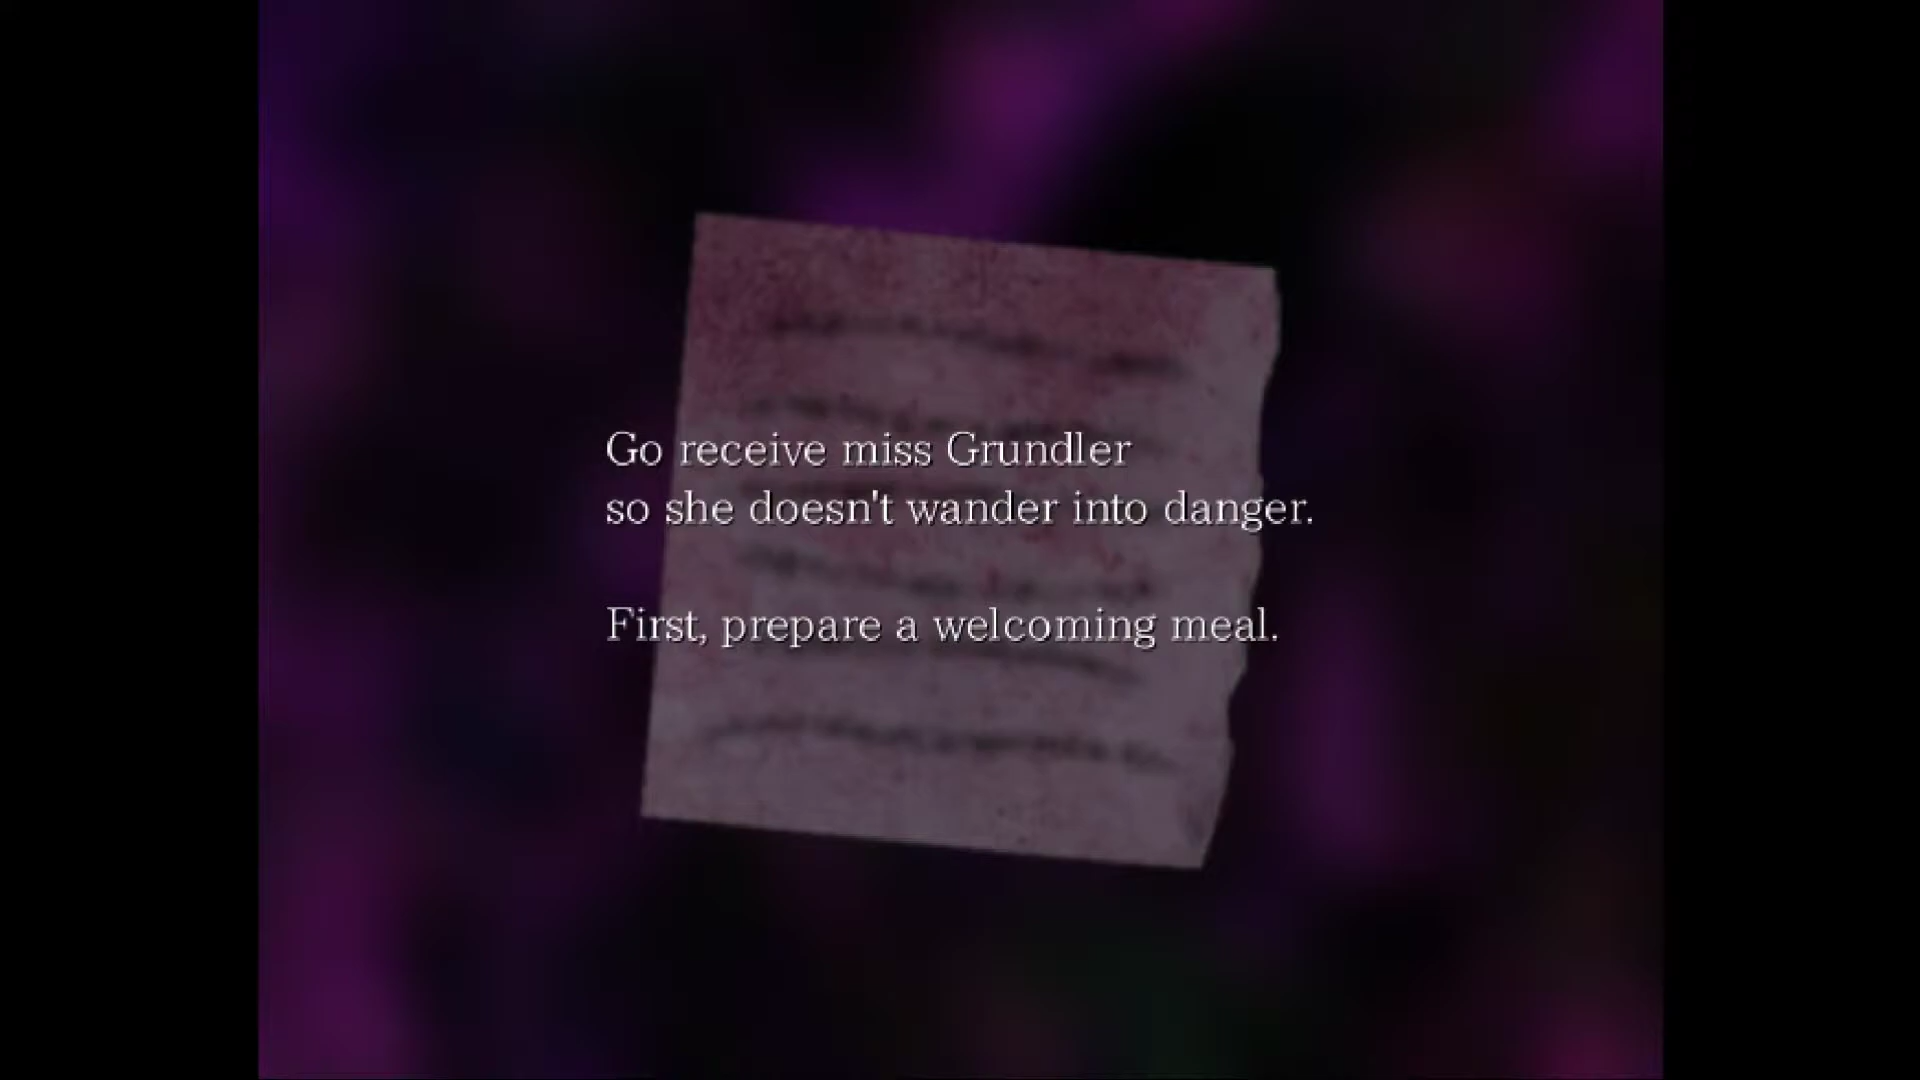 Go receive miss Grundler
so she doesn't wander into danger.
First, prepare a welcoming meal.